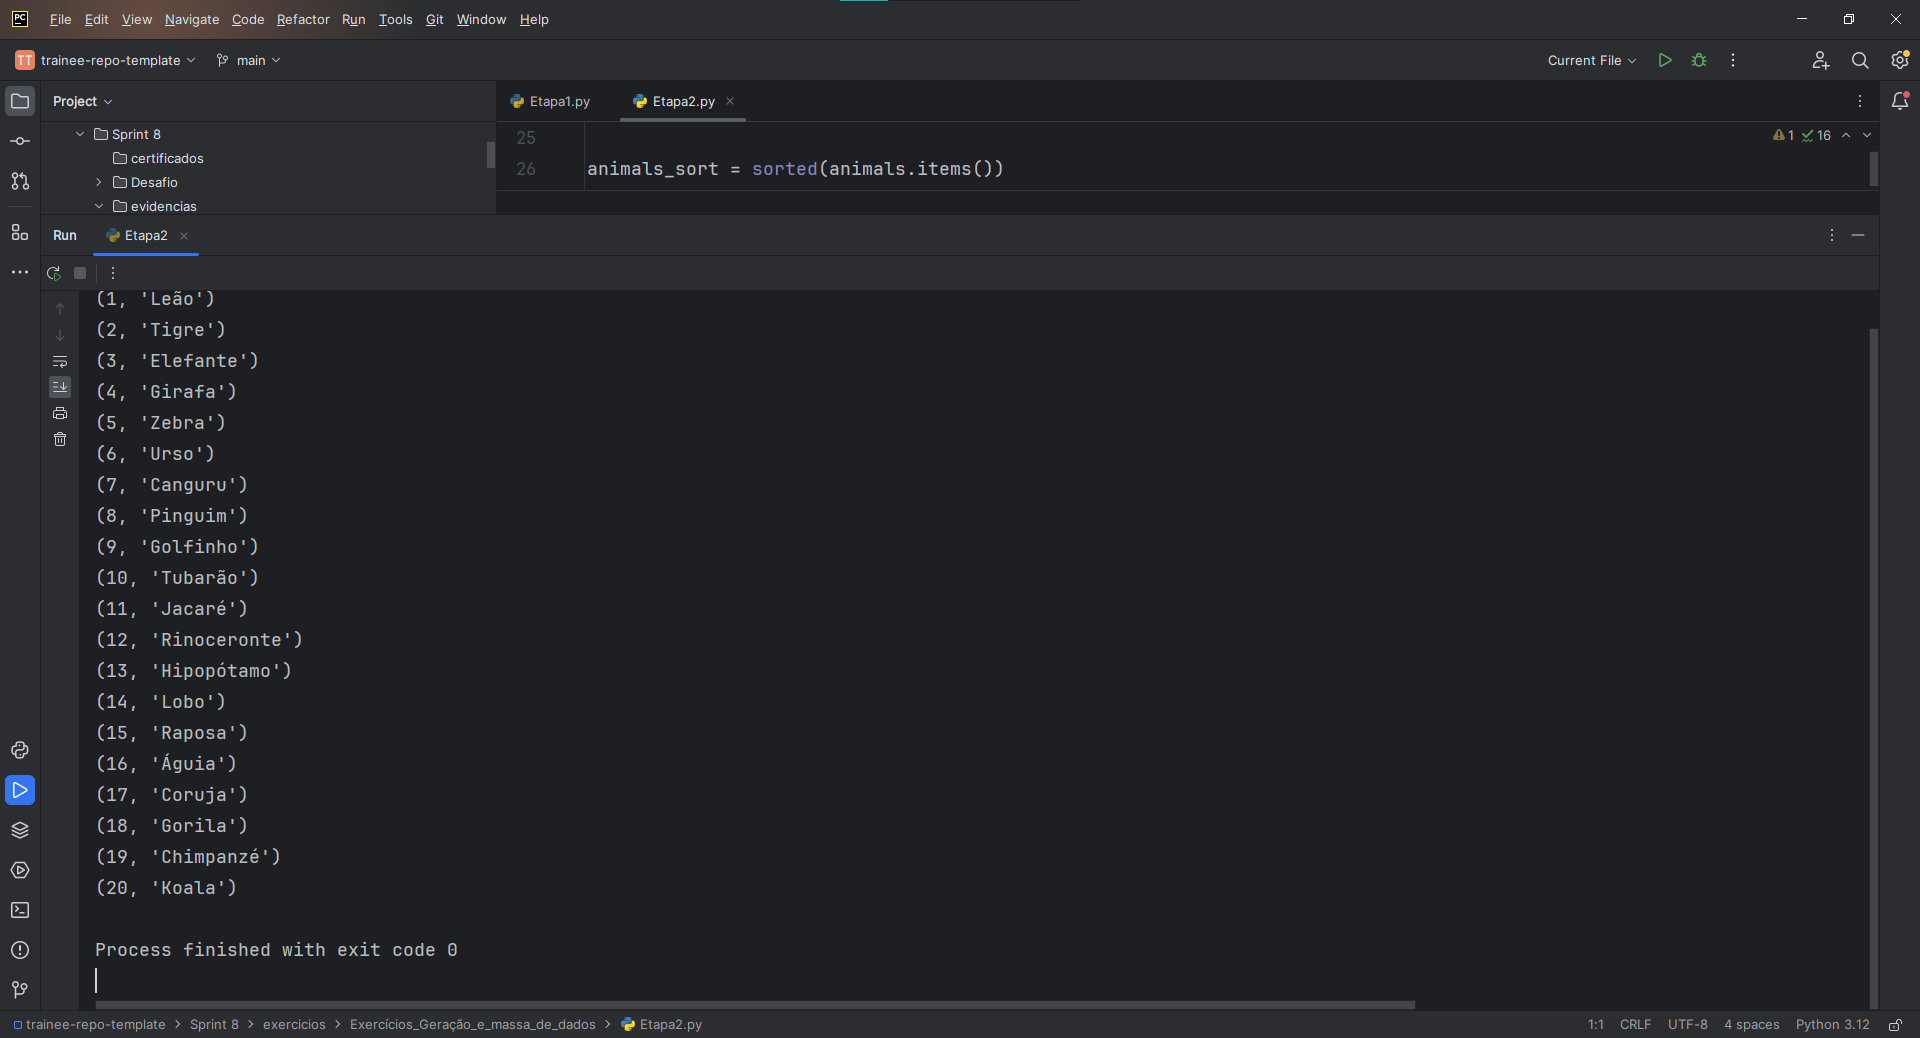 PC File Edit View Navigate Code Refactor Run Tools Git Window Help
TT trainee-repo-template main Current File
Project Etapa1.py Etapa2.py
Sprint 8
certificados
Desafio
evidencias
25 1 16
26 animals_sort = sorted(animals.items())
Run Etapa2
(1, 'Leão')
(2, 'Tigre')
(3, 'Elefante')
(4, 'Girafa')
(5, 'Zebra')
(6, 'Urso')
(7, 'Canguru')
(8, 'Pinguim')
(9, 'Golfinho')
(10, 'Tubarão')
(11, 'Jacaré')
(12, 'Rinoceronte')
(13, 'Hipopótamo')
(14, 'Lobo')
(15, 'Raposa')
(16, 'Águia')
(17, 'Coruja')
(18, 'Gorila')
(19, 'Chimpanzé')
(20, 'Koala')
Process finished with exit code 0
trainee-repo-template > Sprint 8 > exercicios > Exercícios_Geração_e_massa_de_dados > Etapa2.py 1:1 CRLF UTF-8 4 spaces Python 3.12